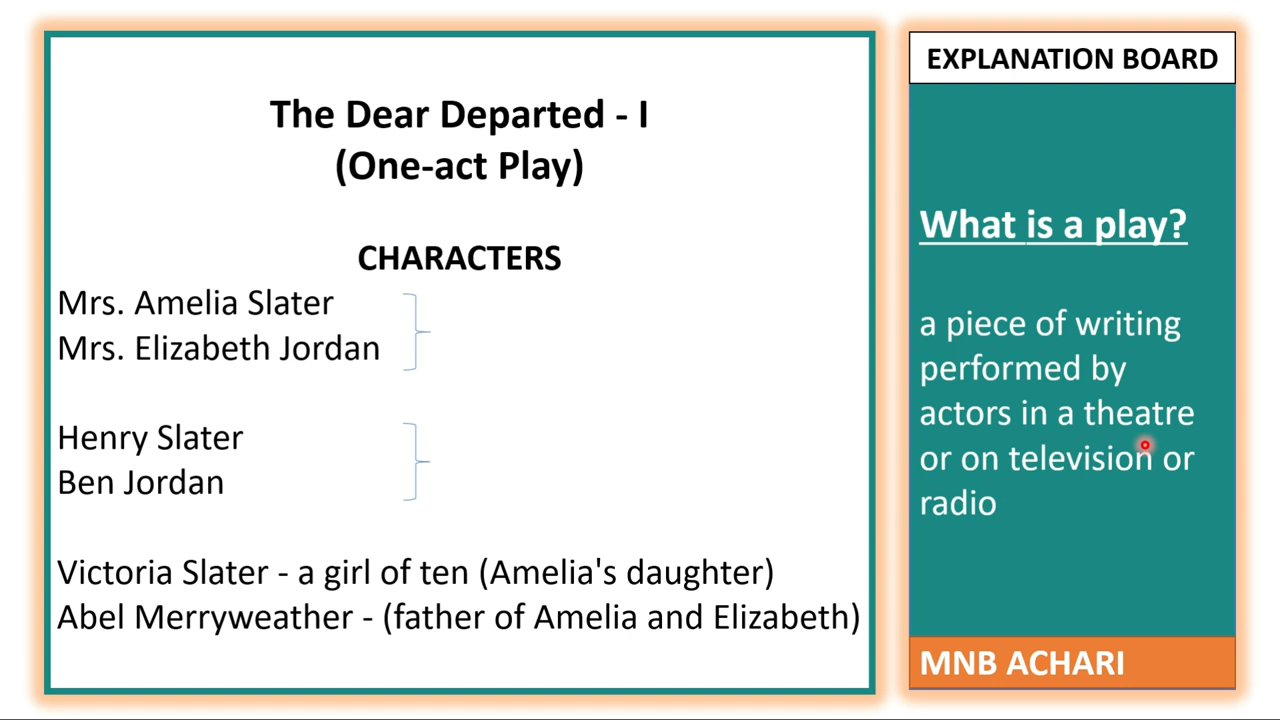 The Dear Departed - I
(One-act Play)
CHARACTERS
Mrs. Amelia Slater
Mrs. Elizabeth Jordan
Henry Slater
Ben Jordan
Victoria Slater - a girl of ten (Amelia's daughter)
Abel Merryweather - (father of Amelia and Elizabeth)
EXPLANATION BOARD
What is a play?
a piece of writing
performed by
actors in a theatre
or on television or
radio
MNB ACHARI